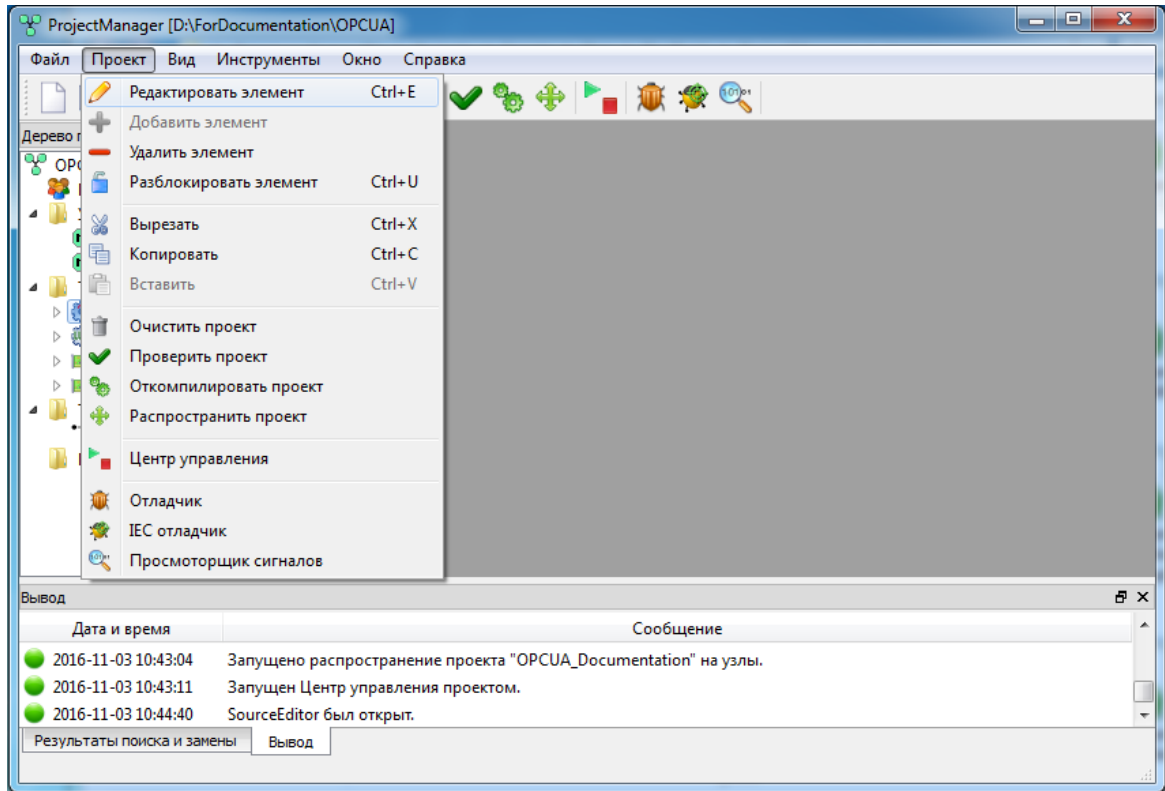 ProjectManager [D:\ForDocumentation\OPCUA]
Файл Проект Вид Инструменты Окно Справка
Редактировать элемент Ctrl+E
Добавить элемент
Дерево
Удалить элемент
Разблокировать элемент Ctrl+U
Вырезать Ctrl+X
Копировать Ctrl+C
Вставить Ctrl+V
Очистить проект
Проверить проект
Откомпилировать проект
Распространить проект
Центр управления
Отладчик
IEC отладчик
Просмоторщик сигналов
Вывод
Дата и время Сообщение
2016-11-03 10:43:04 Запущено распространение проекта "OPCUA_Documentation" на узлы.
2016-11-03 10:43:11 Запущен Центр управления проектом.
2016-11-03 10:44:40 SourceEditor был открыт.
Результаты поиска и замены Вывод